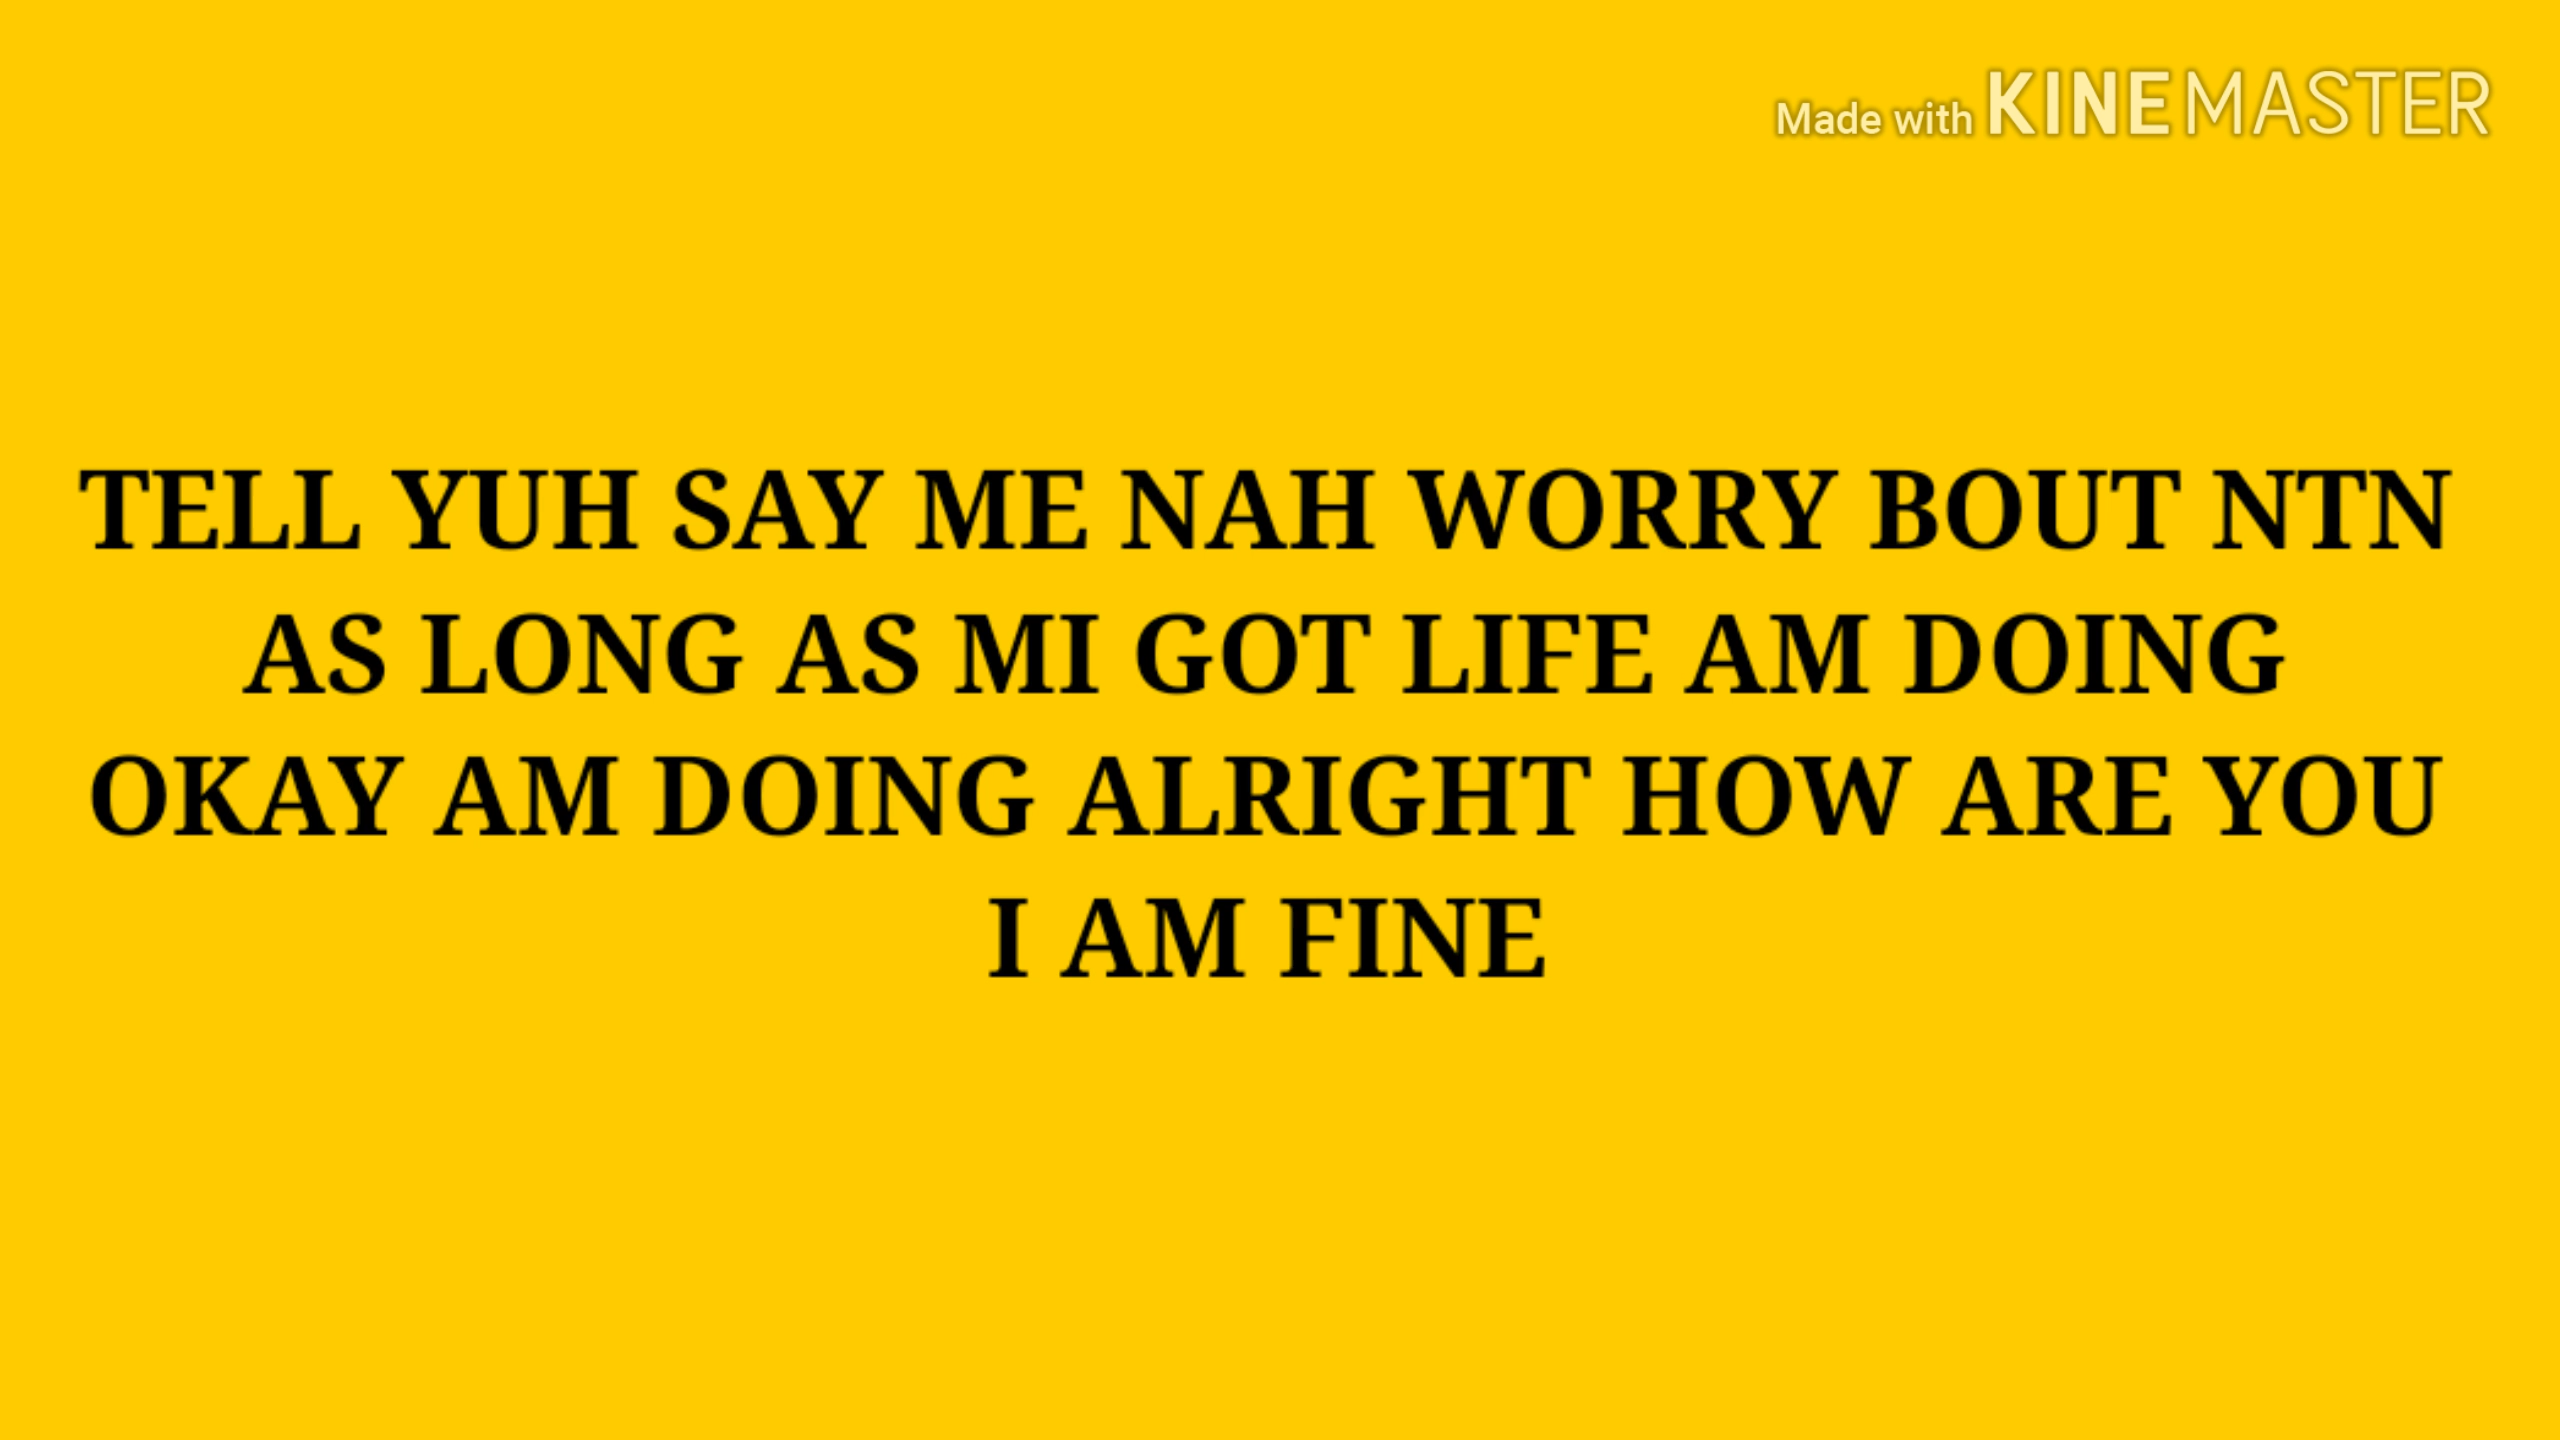 Made with KINEMASTER
TELL YUH SAY ME NAH WORRY BOUT NTN
AS LONG AS MI GOT LIFE AM DOING
OKAY AM DOING ALRIGHT HOW ARE YOU
I AM FINE